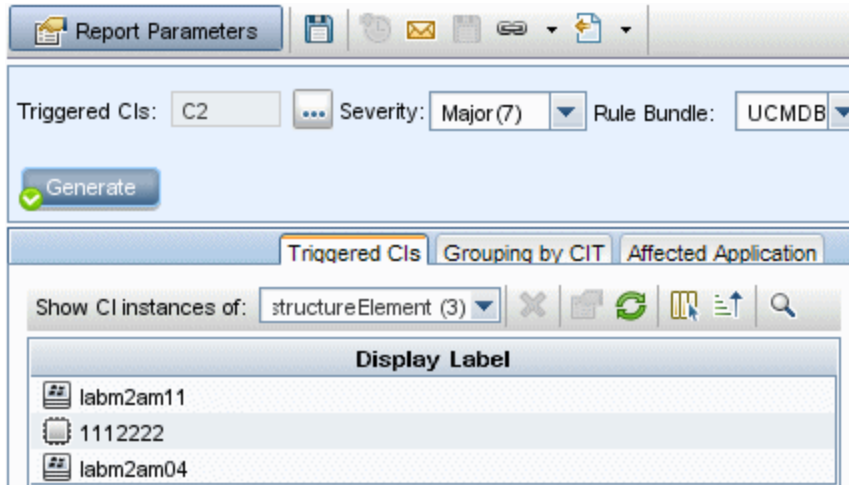 Report Parameters
Triggered CIs: C2 ... Severity: Major(7) Rule Bundle: UCMDB
Generate
Triggered CIs Grouping by CIT Affected Application
Show CI instances of: structureElement (3)
Display Label
labm2am11
1112222
labm2am04